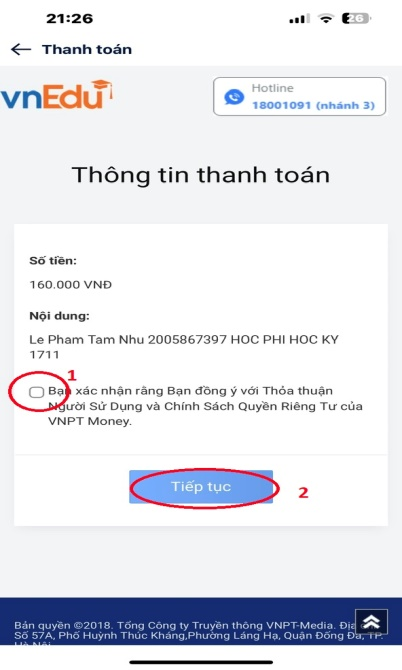 21:26
26
Thanh toán
vnEdu
Hotline
18001091 (nhánh 3)
Thông tin thanh toán
Số tiền:
160.000 VNĐ
Nội dung:
Le Pham Tam Nhu 2005867397 HOC PHI HOC KY
1711
1
Bạn xác nhận rằng Bạn đồng ý với Thỏa thuận
Người Sử Dụng và Chính Sách Quyền Riêng Tư của
VNPT Money.
Tiếp tục
2
Bản quyền ©2018. Tổng Công ty Truyền thông VNPT-Media. Địa
Số 57A, Phố Huỳnh Thúc Kháng,Phường Láng Hạ, Quận Đống Đa, TP.
Hà Nội